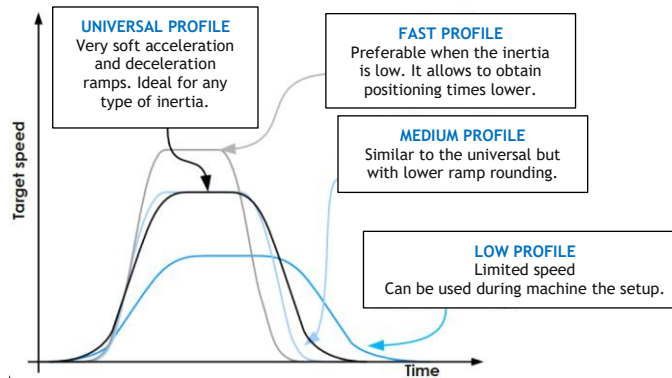 UNIVERSAL PROFILE
Very soft acceleration
and deceleration
ramps. Ideal for any
type of inertia.
FAST PROFILE
Preferable when the inertia
is low. It allows to obtain
positioning times lower.
MEDIUM PROFILE
Similar to the universal but
with lower ramp rounding.
LOW PROFILE
Limited speed
Can be used during machine the setup.
Target speed
Time